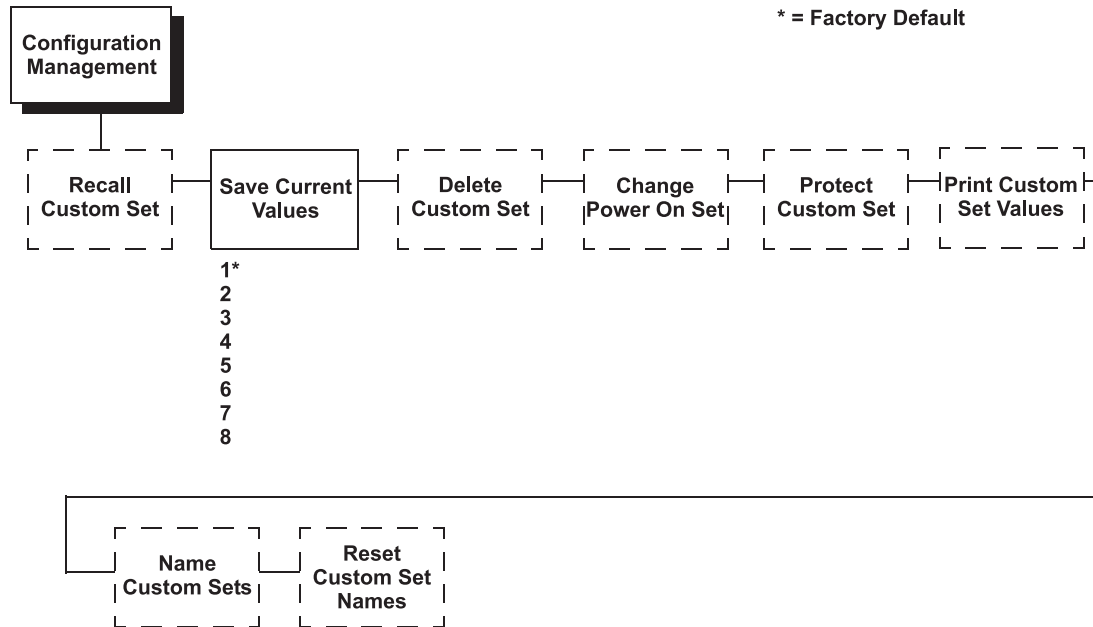 * = Factory Default
Configuration
Management
Recall
Custom Set
Save Current
Values
Delete
Custom Set
Change
Power On Set
Protect
Custom Set
Print Custom
Set Values
1*
2
3
4
5
6
7
8
Name
Custom Sets
Reset
Custom Set
Names